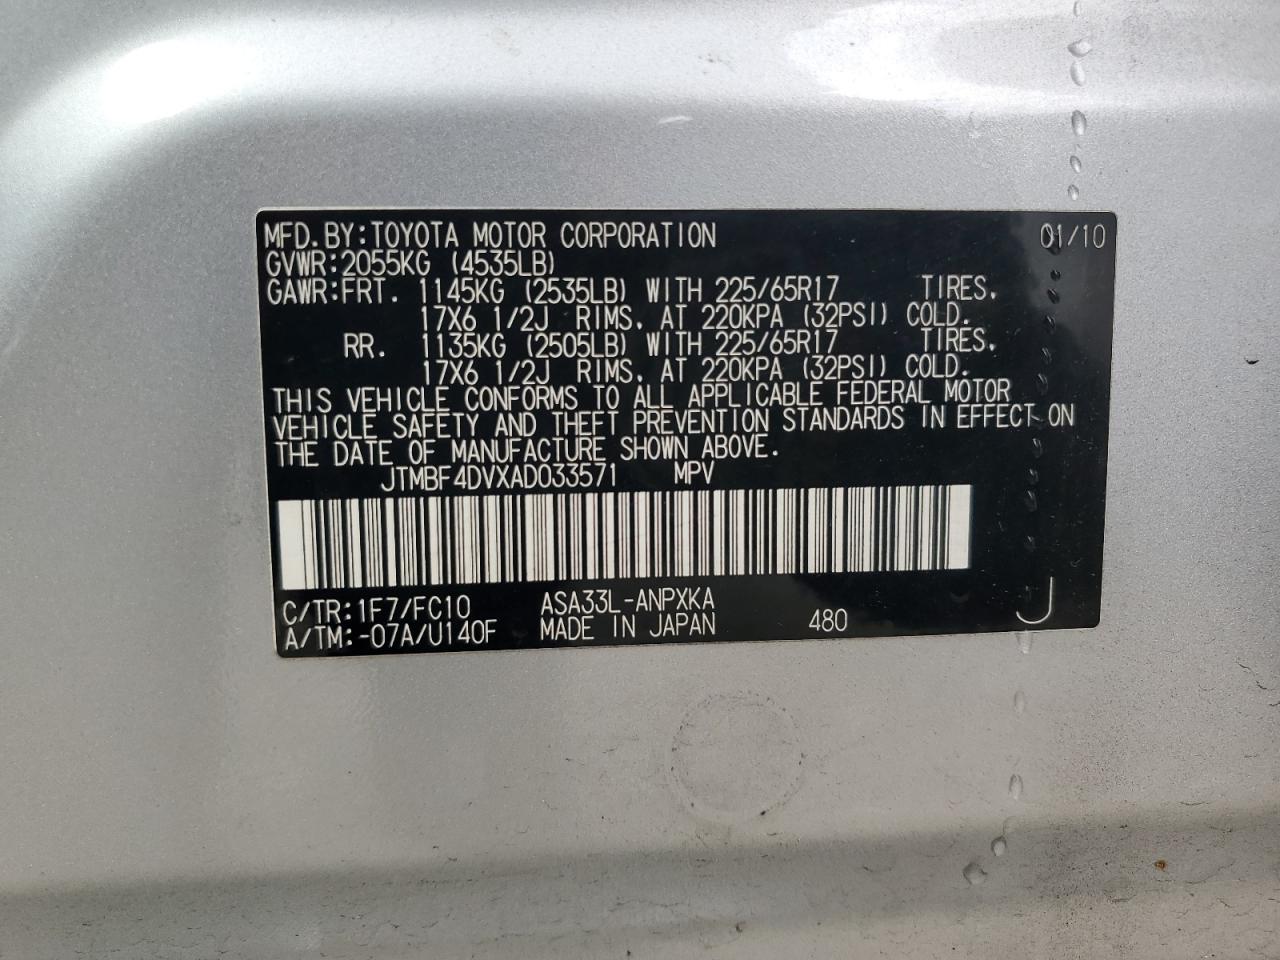 MFD.BY:TOYOTA MOTOR CORPORATION 01/10
GVWR:2055KG (4535LB)
GAWR:FRT. 1145KG (2535LB) WITH 225/65R17 TIRES,
17X6 1/2J RIMS, AT 220KPA (32PSI) COLD.
RR. 1135KG (2505LB) WITH 225/65R17 TIRES,
17X6 1/2J RIMS, AT 220KPA (32PSI) COLD.
THIS VEHICLE CONFORMS TO ALL APPLICABLE FEDERAL MOTOR
VEHICLE SAFETY AND THEFT PREVENTION STANDARDS IN EFFECT ON
THE DATE OF MANUFACTURE SHOWN ABOVE.
JTMBF4DVXAD033571 MPV
C/TR:1F7/FC10 ASA33L-ANPXKA
A/TM:-07A/U140F MADE IN JAPAN 480 J